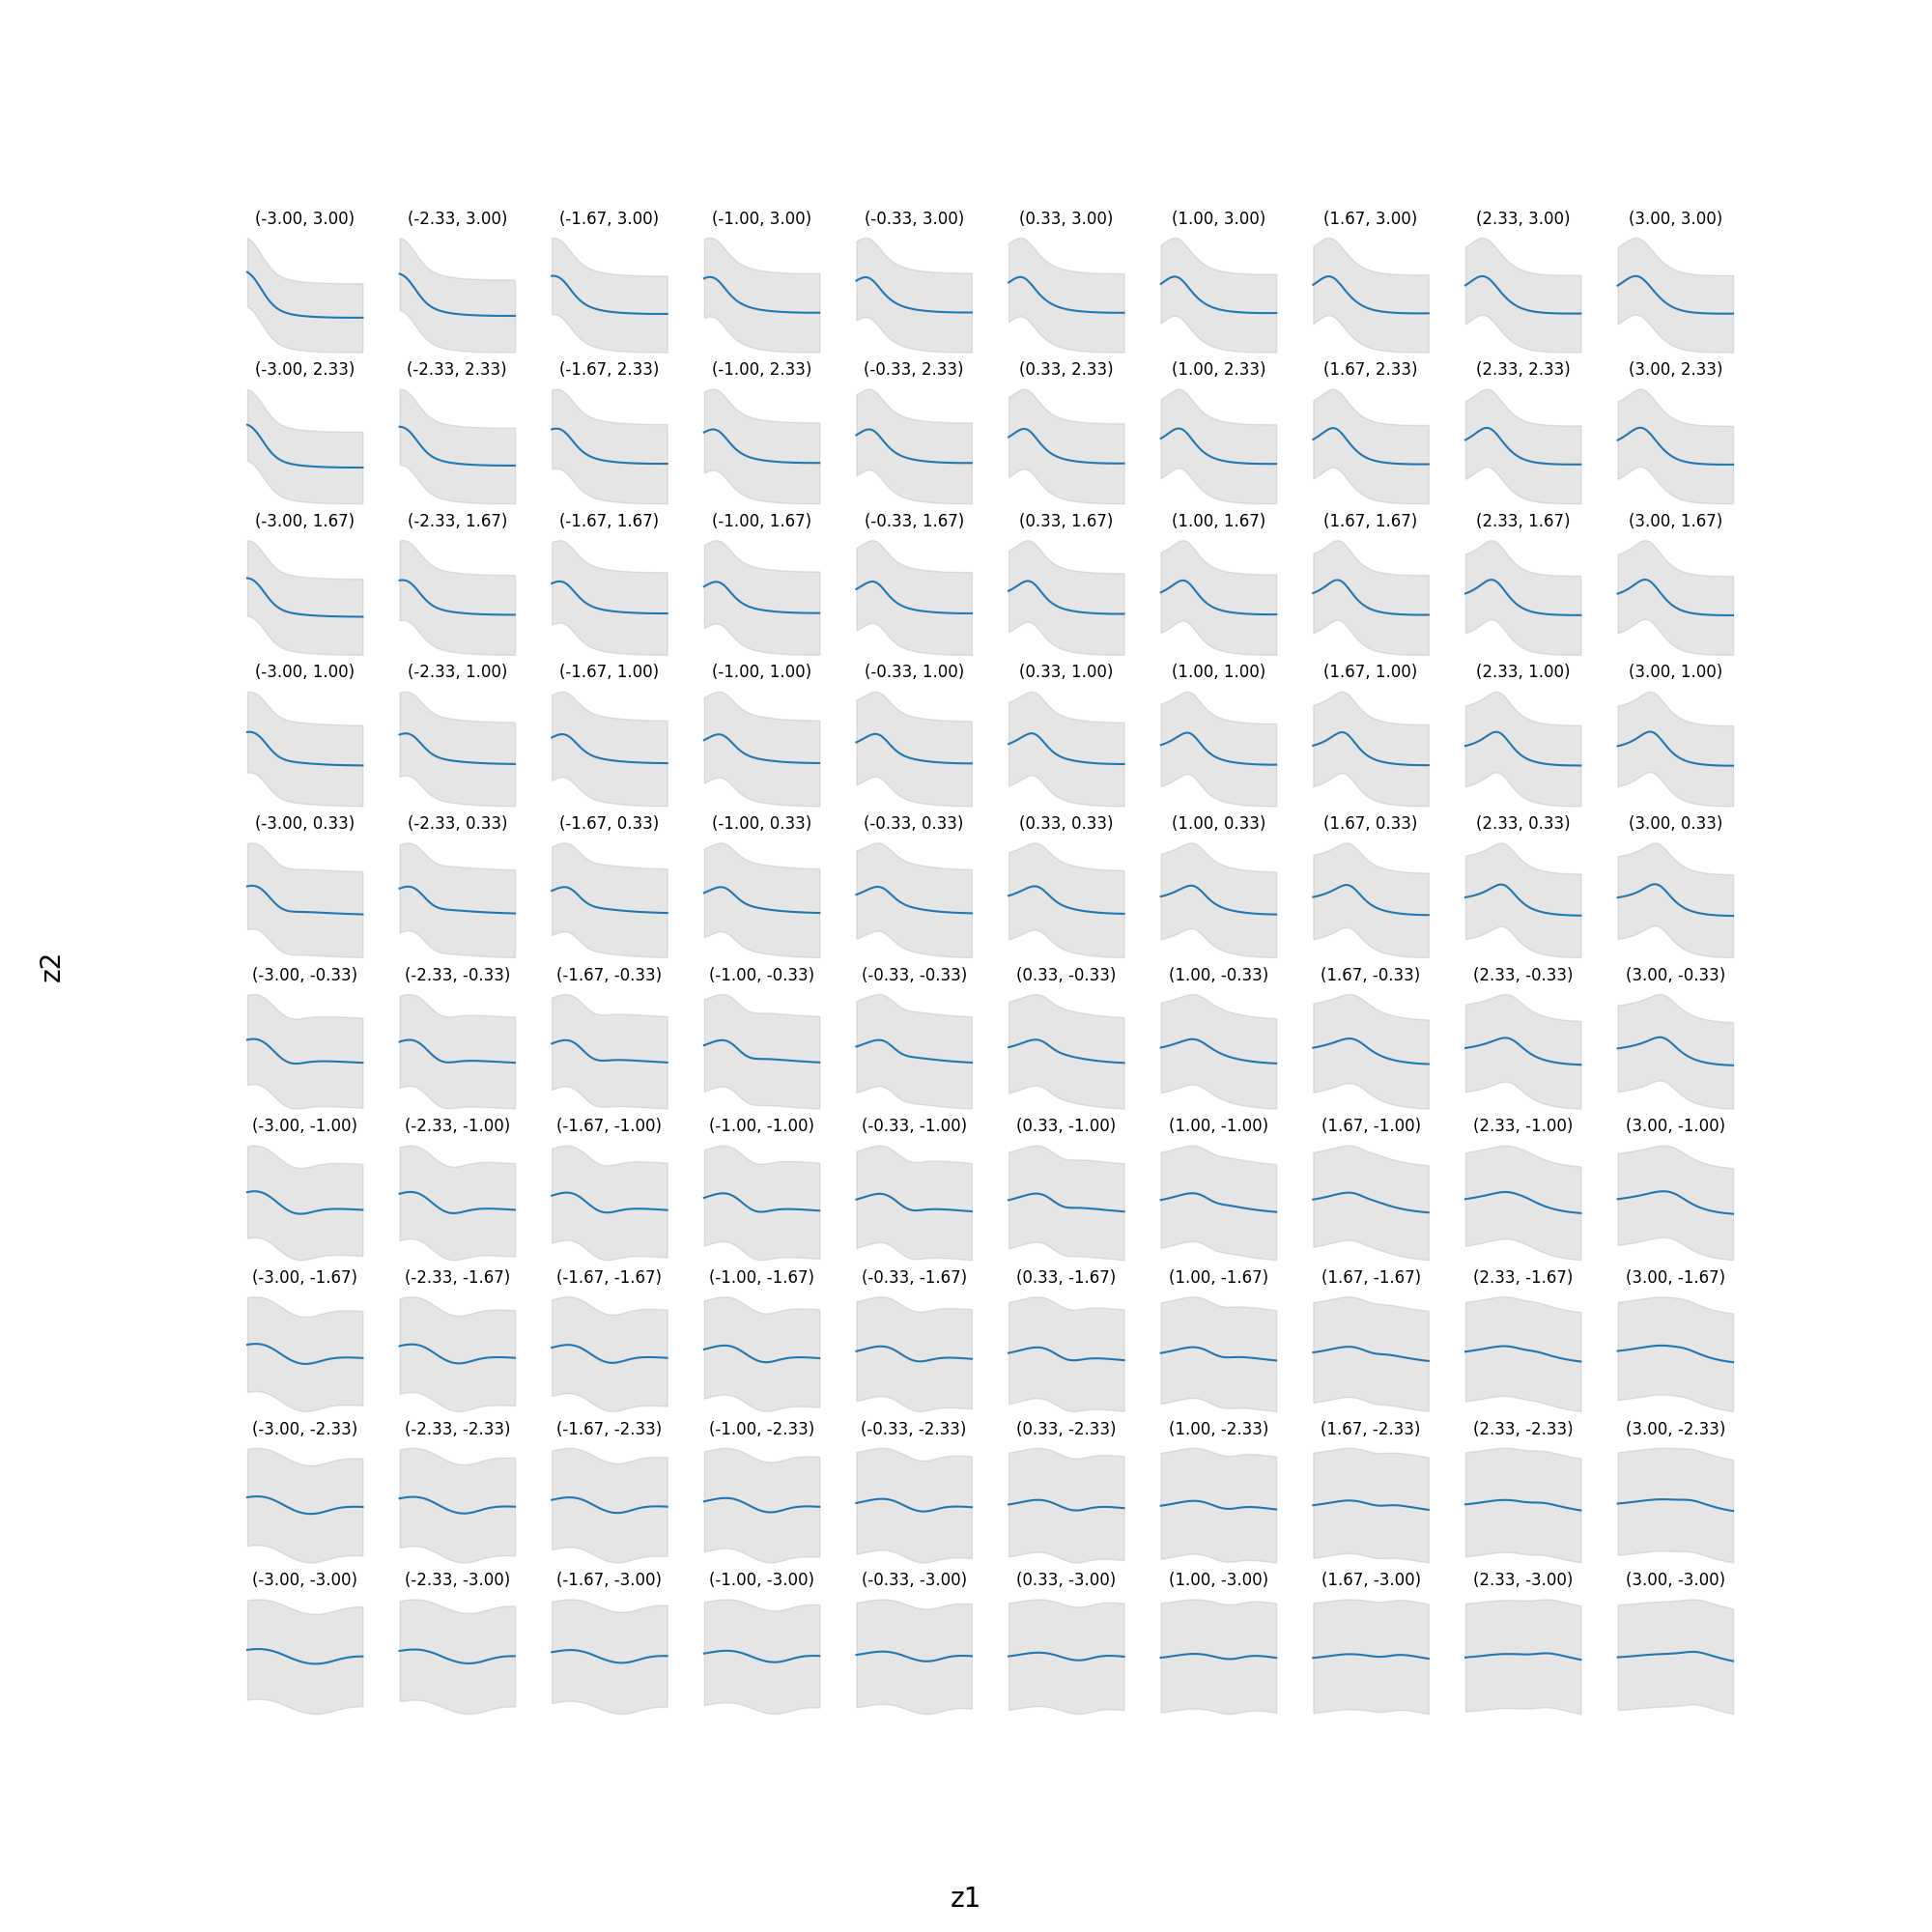 (-3.00, 3.00) (-2.33, 3.00) (-1.67, 3.00) (-1.00, 3.00) (-0.33, 3.00) (0.33, 3.00) (1.00, 3.00) (1.67, 3.00) (2.33, 3.00) (3.00, 3.00)
(-3.00, 2.33) (-2.33, 2.33) (-1.67, 2.33) (-1.00, 2.33) (-0.33, 2.33) (0.33, 2.33) (1.00, 2.33) (1.67, 2.33) (2.33, 2.33) (3.00, 2.33)
(-3.00, 1.67) (-2.33, 1.67) (-1.67, 1.67) (-1.00, 1.67) (-0.33, 1.67) (0.33, 1.67) (1.00, 1.67) (1.67, 1.67) (2.33, 1.67) (3.00, 1.67)
(-3.00, 1.00) (-2.33, 1.00) (-1.67, 1.00) (-1.00, 1.00) (-0.33, 1.00) (0.33, 1.00) (1.00, 1.00) (1.67, 1.00) (2.33, 1.00) (3.00, 1.00)
(-3.00, 0.33) (-2.33, 0.33) (-1.67, 0.33) (-1.00, 0.33) (-0.33, 0.33) (0.33, 0.33) (1.00, 0.33) (1.67, 0.33) (2.33, 0.33) (3.00, 0.33)
z2
(-3.00, -0.33) (-2.33, -0.33) (-1.67, -0.33) (-1.00, -0.33) (-0.33, -0.33) (0.33, -0.33) (1.00, -0.33) (1.67, -0.33) (2.33, -0.33) (3.00, -0.33)
(-3.00, -1.00) (-2.33, -1.00) (-1.67, -1.00) (-1.00, -1.00) (-0.33, -1.00) (0.33, -1.00) (1.00, -1.00) (1.67, -1.00) (2.33, -1.00) (3.00, -1.00)
(-3.00, -1.67) (-2.33, -1.67) (-1.67, -1.67) (-1.00, -1.67) (-0.33, -1.67) (0.33, -1.67) (1.00, -1.67) (1.67, -1.67) (2.33, -1.67) (3.00, -1.67)
(-3.00, -2.33) (-2.33, -2.33) (-1.67, -2.33) (-1.00, -2.33) (-0.33, -2.33) (0.33, -2.33) (1.00, -2.33) (1.67, -2.33) (2.33, -2.33) (3.00, -2.33)
(-3.00, -3.00) (-2.33, -3.00) (-1.67, -3.00) (-1.00, -3.00) (-0.33, -3.00) (0.33, -3.00) (1.00, -3.00) (1.67, -3.00) (2.33, -3.00) (3.00, -3.00)
z1